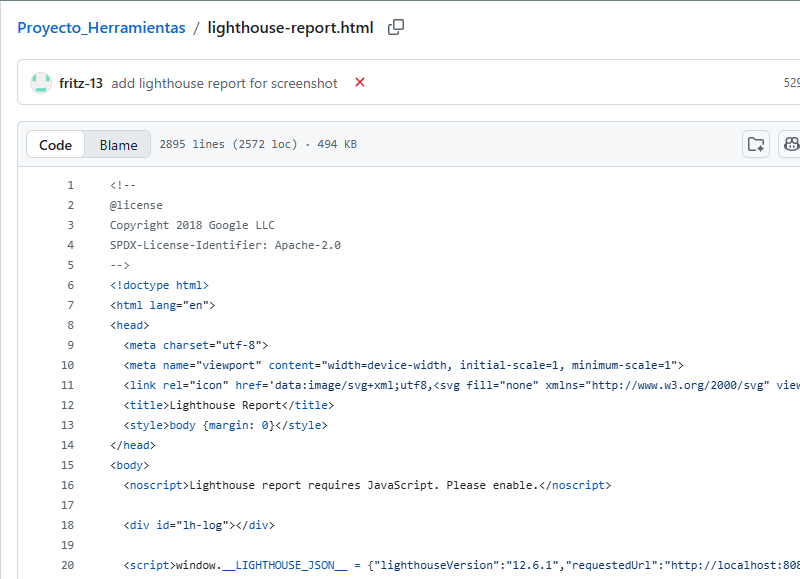 Proyecto_Herramientas / lighthouse-report.html
fritz-13 add lighthouse report for screenshot
529
Code Blame 2895 lines (2572 loc) · 494 KB
1 <!--
2 @license
3 Copyright 2018 Google LLC
4 SPDX-License-Identifier: Apache-2.0
5 -->
6 <!doctype html>
7 <html lang="en">
8 <head>
9 <meta charset="utf-8">
10 <meta name="viewport" content="width=device-width, initial-scale=1, minimum-scale=1">
11 <link rel="icon" href='data:image/svg+xml;utf8,<svg fill="none" xmlns="http://www.w3.org/2000/svg" view
12 <title>Lighthouse Report</title>
13 <style>body {margin: 0}</style>
14 </head>
15 <body>
16 <noscript>Lighthouse report requires JavaScript. Please enable.</noscript>
17
18 <div id="lh-log"></div>
19
20 <script>window.__LIGHTHOUSE_JSON__ = {"lighthouseVersion":"12.6.1","requestedUrl":"http://localhost:808